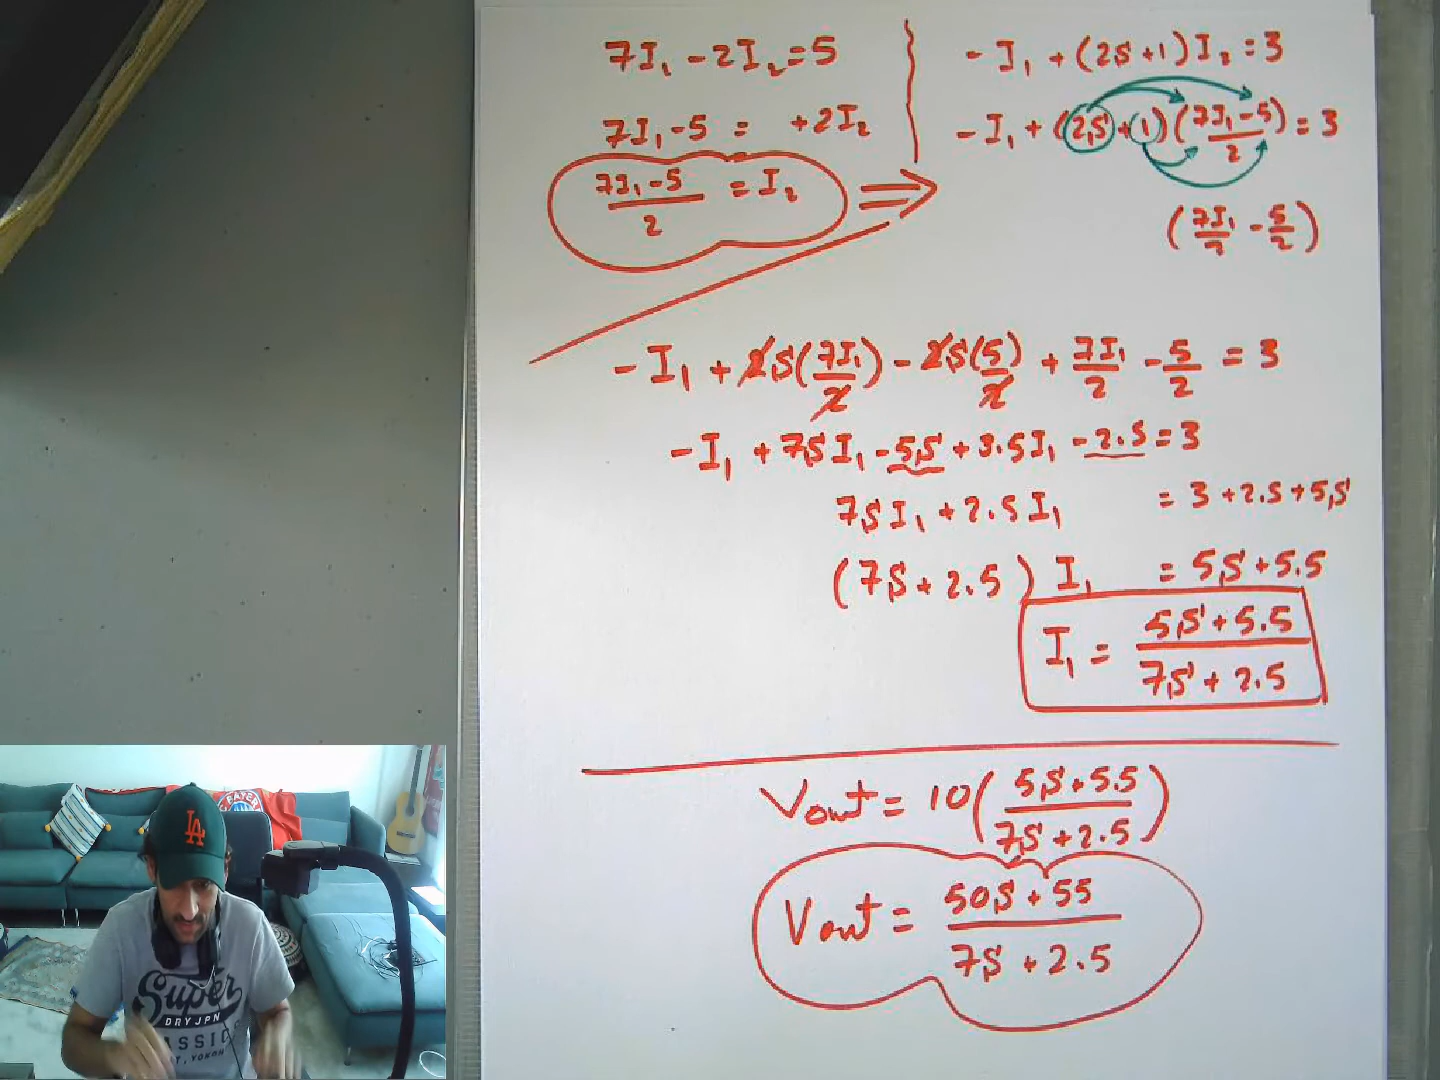 7I₁ - 2I₂ = 5
7I₁ - 5 = +2I₂
(7I₁ - 5)/2 = I₂
-I₁ + (2S + 1)I₂ = 3
-I₁ + (2S + 1)((7I₁ - 5)/2) = 3
(7I₁/2 - 5/2)
-I₁ + 2S(7I₁/2) - 2S(5/2) + 7I₁/2 - 5/2 = 3
-I₁ + 7SI₁ - 5S + 3.5I₁ - 2.5 = 3
7SI₁ + 2.5I₁ = 3 + 2.5 + 5S
(7S + 2.5) I₁ = 5S + 5.5
I₁ = (5S + 5.5)/(7S + 2.5)
Vout = 10((5S + 5.5)/(7S + 2.5))
Vout = (50S + 55)/(7S + 2.5)
LA
Super
DRY JPN